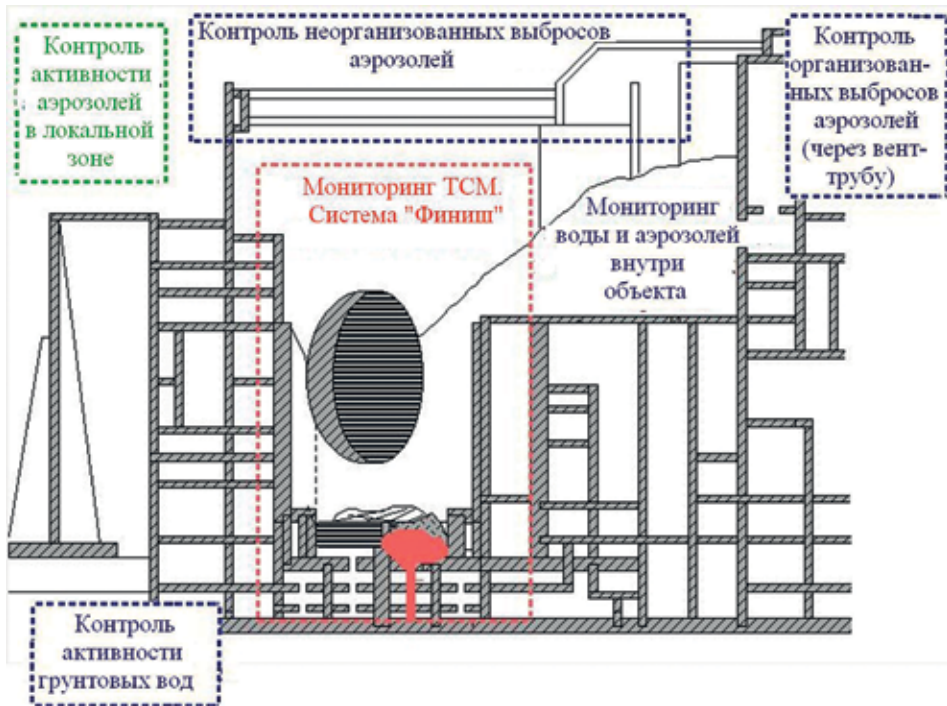 Контроль
активности
аэрозолей
в локальной
зоне
Контроль неорганизованных выбросов
аэрозолей
Контроль
организован-
ных выбросов
аэрозолей
(через вент-
трубу)
Мониторинг ТСМ.
Система "Финиш"
Мониторинг
воды и аэрозолей
внутри
объекта
Контроль
активности
грунтовых вод